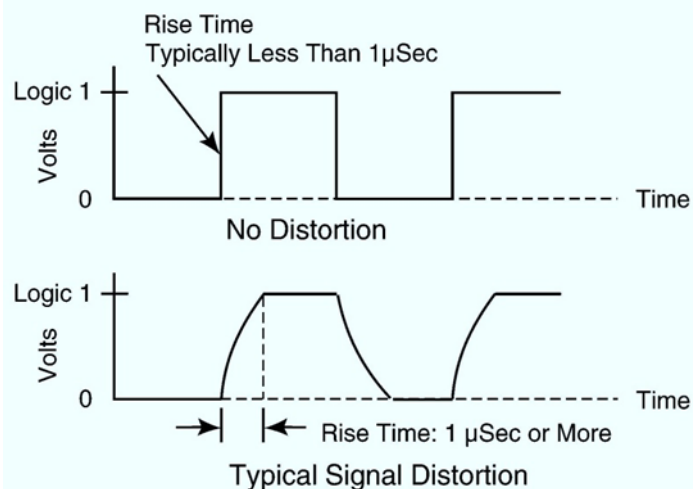 Rise Time
Typically Less Than 1µSec
Logic 1
Volts
0
Time
No Distortion
Logic 1
Volts
0
Time
Rise Time: 1 µSec or More
Typical Signal Distortion